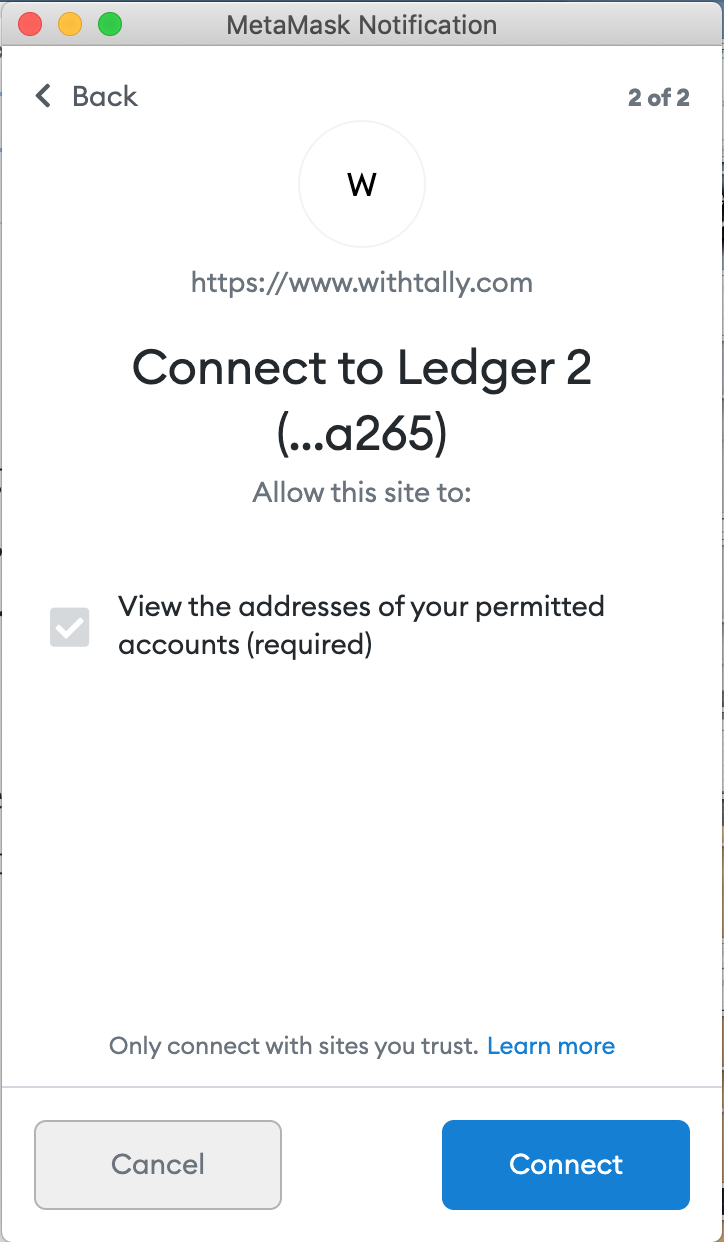 MetaMask Notification
Back
2 of 2
W
https://www.withtally.com
Connect to Ledger 2
(...a265)
Allow this site to:
View the addresses of your permitted
accounts (required)
Only connect with sites you trust. Learn more
Cancel
Connect